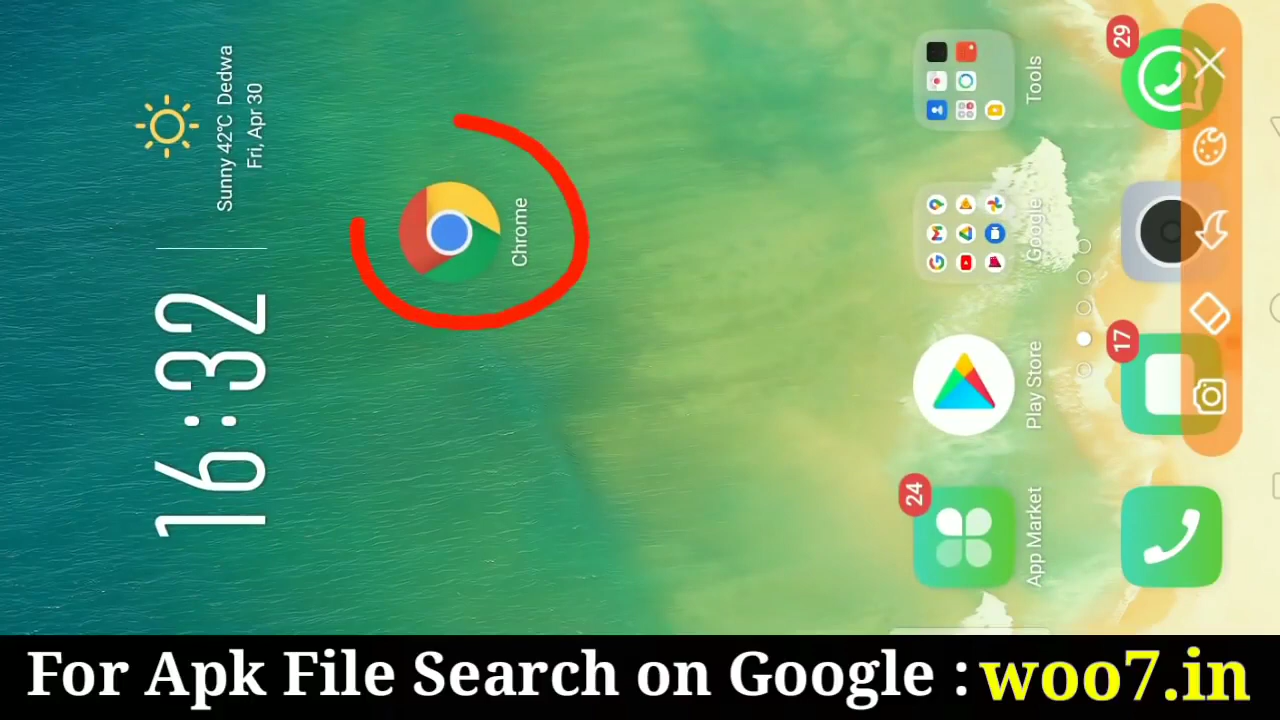 16:32
Sunny 42℃ Dedwa
Fri, Apr 30
Chrome
App Market
Play Store
Google
Tools
24
17
29
For Apk File Search on Google : woo7.in